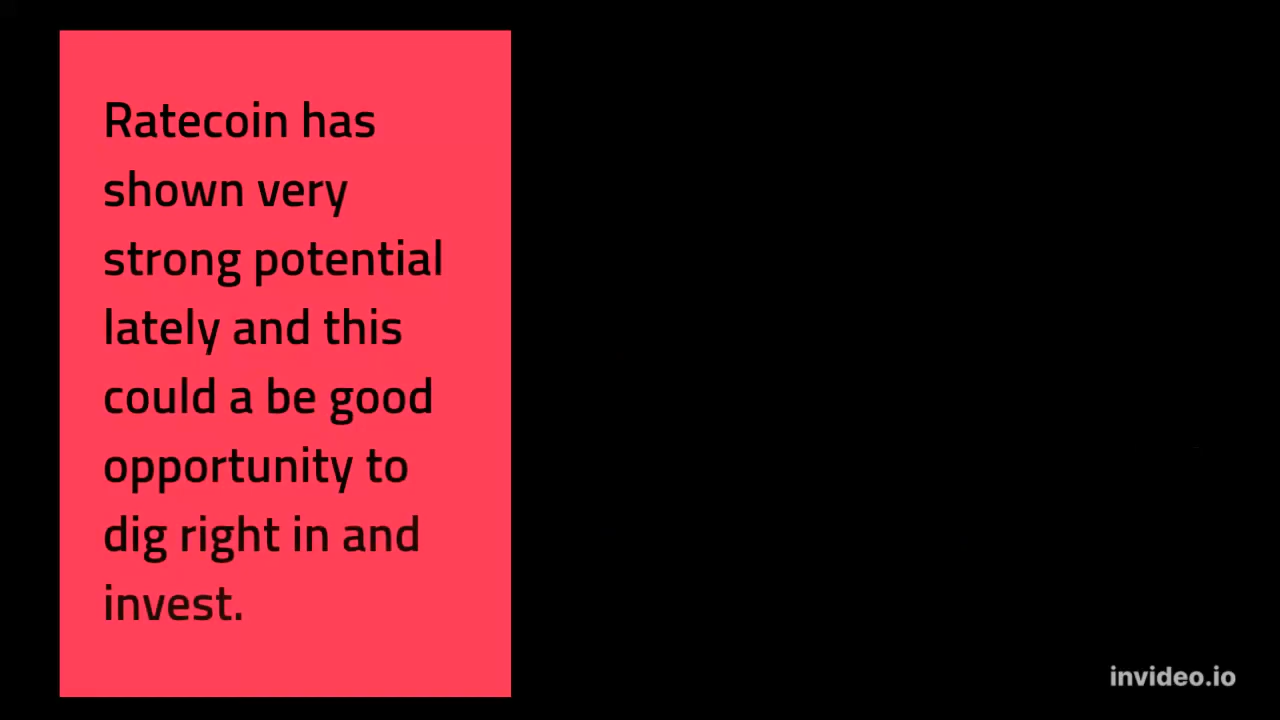 Ratecoin has
shown very
strong potential
lately and this
could a be good
opportunity to
dig right in and
invest.
invideo.io